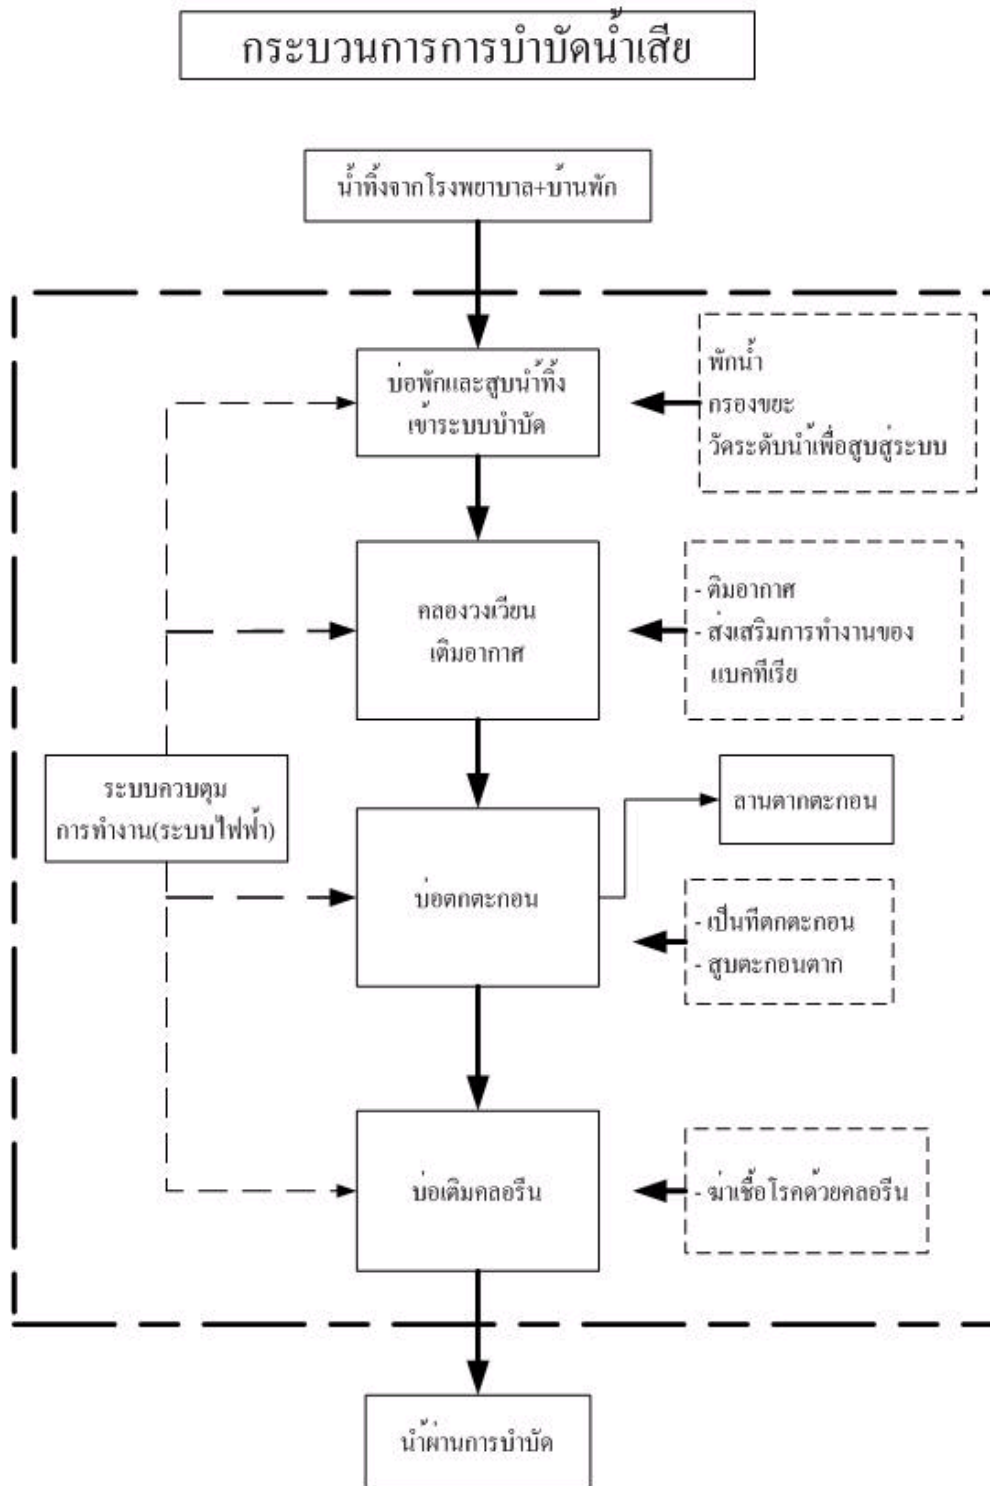 กระบวนการการบำบัดน้ำเสีย
น้ำทิ้งจากโรงพยาบาล+บ้านพัก
บ่อพักและสูบน้ำทิ้ง
เข้าระบบบำบัด
พักน้ำ
กรองขยะ
วัดระดับน้ำเพื่อสูบสู่ระบบ
คลองวงเวียน
เติมอากาศ
- ติมอากาศ
- ส่งเสริมการทำงานของ
แบคทีเรีย
ระบบควบตุม
การทำงาน(ระบบไฟฟ้า)
ลานตากตะกอน
บ่อตกตะกอน
- เป็นที่ตกตะกอน
- สูบตะกอนตาก
บ่อเติมคลอรีน
- ฆ่าเชื้อโรคด้วยคลอรีน
น้ำผ่านการบำบัด